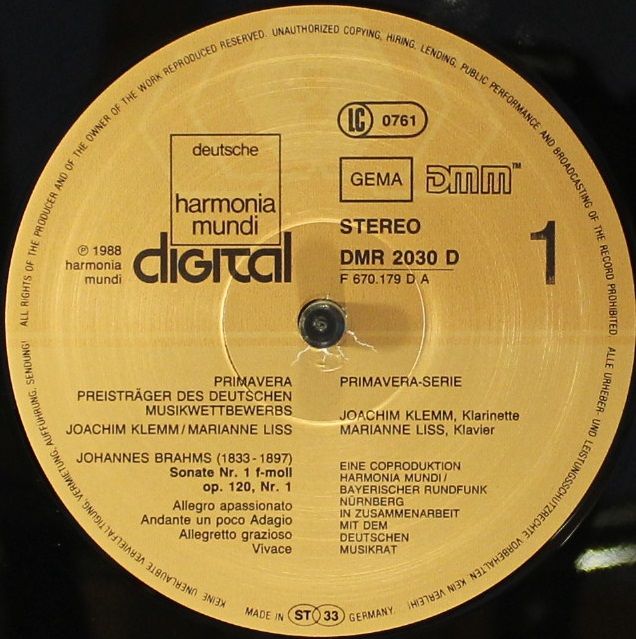 ALL RIGHTS OF THE PRODUCER AND OF THE OWNER OF THE WORK REPRODUCED RESERVED. UNAUTHORIZED COPYING, HIRING, LENDING, PUBLIC PERFORMANCE AND BROADCASTING OF THE RECORD PROHIBITED.
ALLE URHEBER- UND LEISTUNGSSCHUTZRECHTE VORBEHALTEN. KEIN VERLEIH!
KEINE UNERLAUBTE VERVIELFÄLTIGUNG, VERMIETUNG, AUFFÜHRUNG, SENDUNG!
LC 0761
deutsche
harmonia
mundi
digital
℗ 1988
harmonia
mundi
GEMA DMM™
STEREO
DMR 2030 D
F 670.179 D A
1
PRIMAVERA
PREISTRÄGER DES DEUTSCHEN
MUSIKWETTBEWERBS
JOACHIM KLEMM/MARIANNE LISS
JOHANNES BRAHMS (1833-1897)
Sonate Nr. 1 f-moll
op. 120, Nr. 1
Allegro apassionato
Andante un poco Adagio
Allegretto grazioso
Vivace
PRIMAVERA-SERIE
JOACHIM KLEMM, Klarinette
MARIANNE LISS, Klavier
EINE COPRODUKTION
HARMONIA MUNDI/
BAYERISCHER RUNDFUNK
NÜRNBERG
IN ZUSAMMENARBEIT
MIT DEM
DEUTSCHEN
MUSIKRAT
MADE IN ST 33 GERMANY.